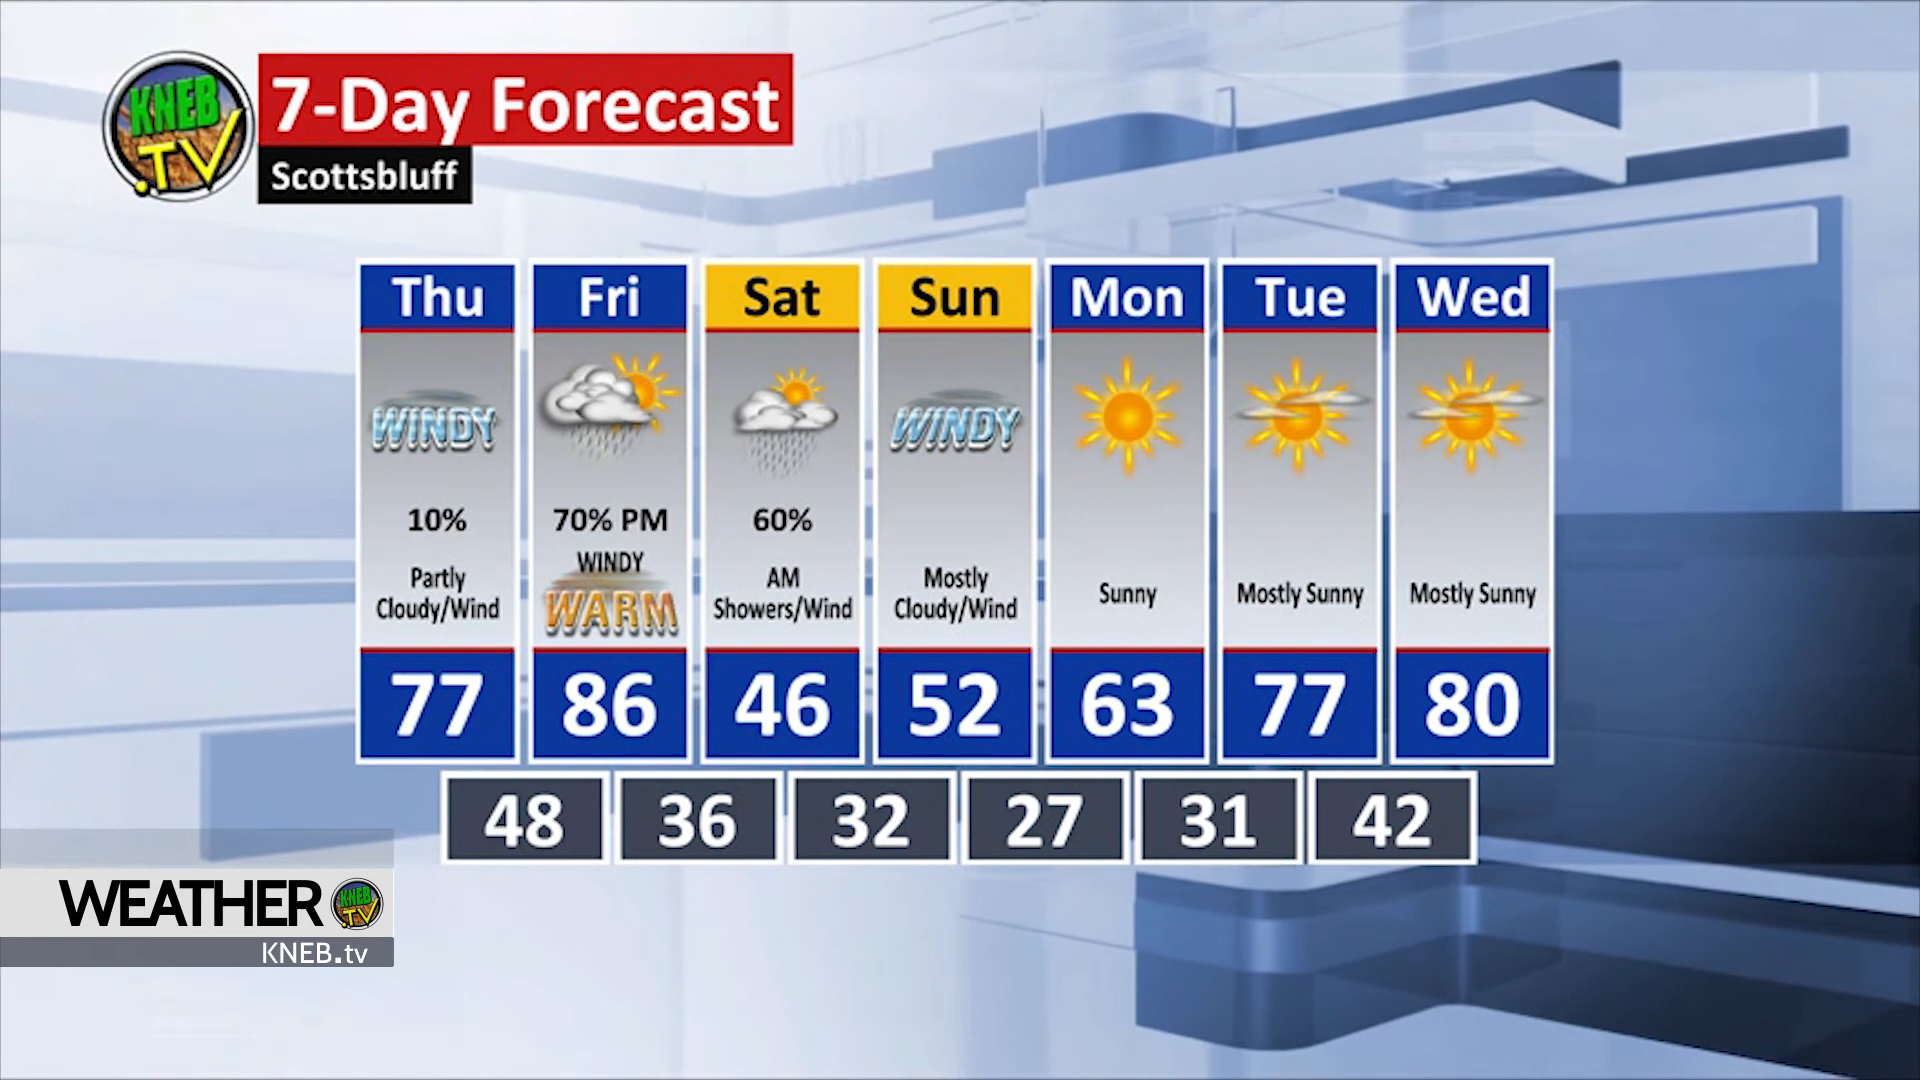 KNEB
.TV
7-Day Forecast
Scottsbluff
Thu Fri Sat Sun Mon Tue Wed
WINDY WINDY
10% 70% PM 60%
WINDY
WARM
Partly
Cloudy/Wind
AM
Showers/Wind
Mostly
Cloudy/Wind
Sunny
Mostly Sunny
Mostly Sunny
77 86 46 52 63 77 80
48 36 32 27 31 42
WEATHER
KNEB
.TV
KNEB.tv